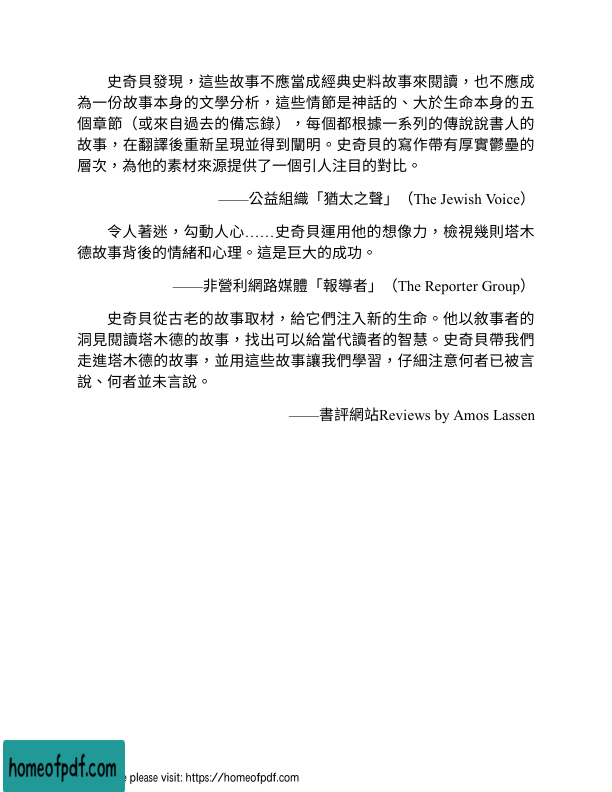 史奇貝發現，這些故事不應當成經典史料故事來閱讀，也不應成
為一份故事本身的文學分析，這些情節是神話的、大於生命本身的五
個章節（或來自過去的備忘錄），每個都根據一系列的傳說說書人的
故事，在翻譯後重新呈現並得到闡明。史奇貝的寫作帶有厚實鬱壘的
層次，為他的素材來源提供了一個引人注目的對比。
——公益組織「猶太之聲」（The Jewish Voice）
令人著迷，勾動人心……史奇貝運用他的想像力，檢視幾則塔木
德故事背後的情緒和心理。這是巨大的成功。
——非營利網路媒體「報導者」（The Reporter Group）
史奇貝從古老的故事取材，給它們注入新的生命。他以敘事者的
洞見閱讀塔木德的故事，找出可以給當代讀者的智慧。史奇貝帶我們
走進塔木德的故事，並用這些故事讓我們學習，仔細注意何者已被言
說、何者並未言說。
——書評網站Reviews by Amos Lassen
homeofpdf.com
e please visit: https://homeofpdf.com